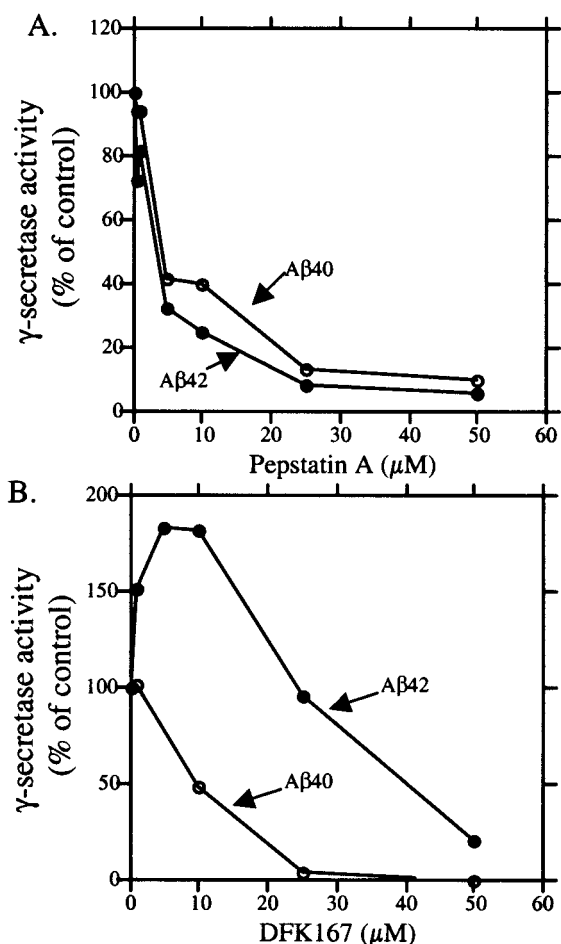 A.
120
100
80
60
40
20
0
γ-secretase activity
(% of control)
Aβ40
Aβ42
0 10 20 30 40 50 60
Pepstatin A (μM)
B.
200
150
100
50
0
γ-secretase activity
(% of control)
Aβ42
Aβ40
0 10 20 30 40 50 60
DFK167 (μM)